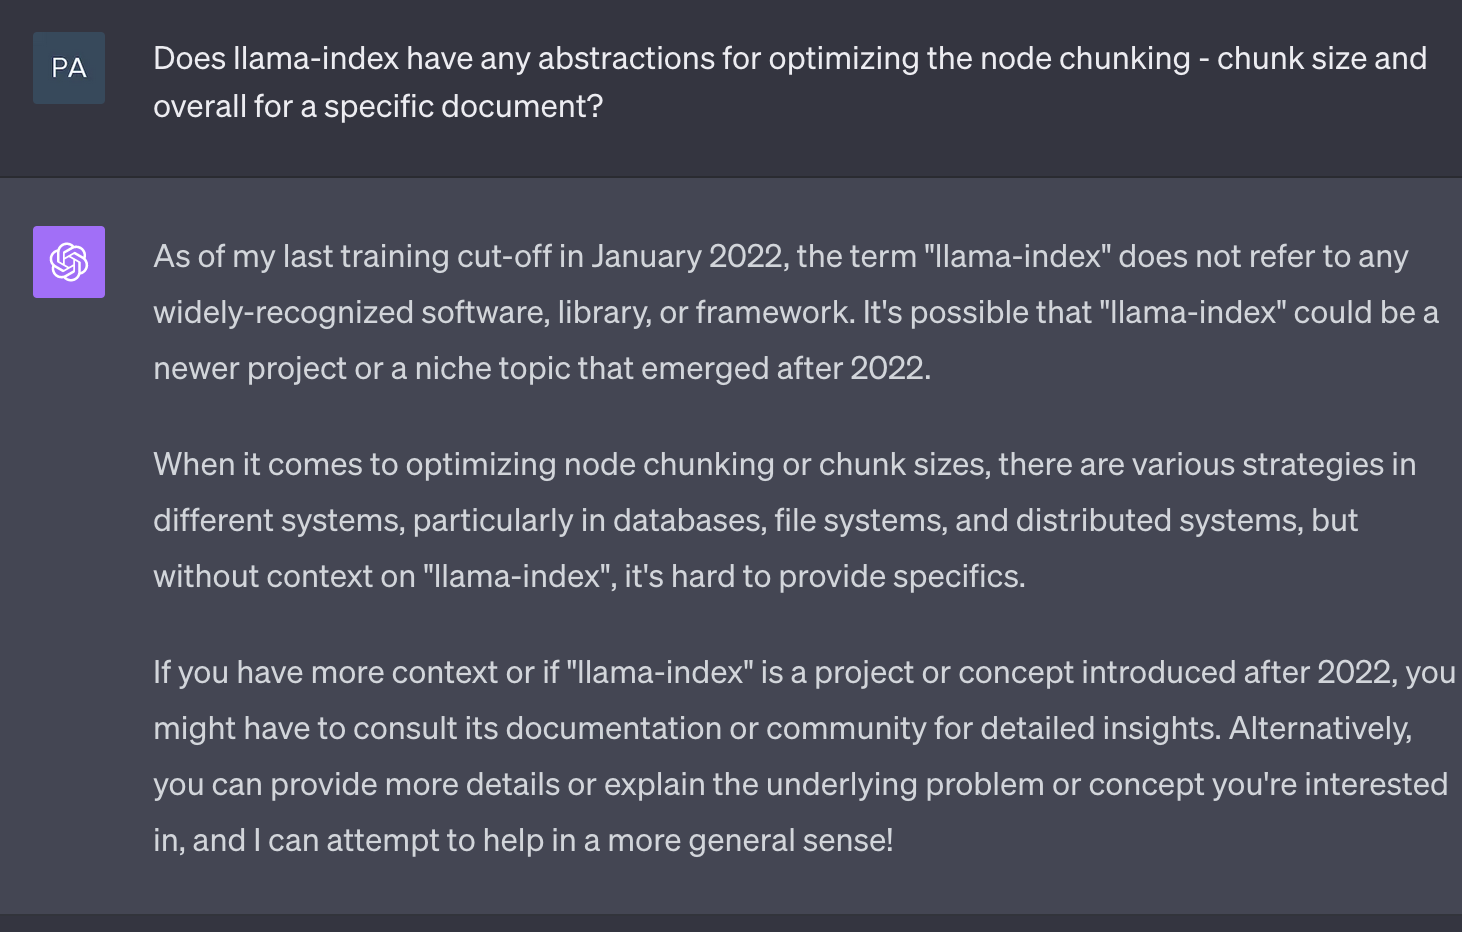 PA
Does llama-index have any abstractions for optimizing the node chunking - chunk size and
overall for a specific document?
As of my last training cut-off in January 2022, the term "llama-index" does not refer to any
widely-recognized software, library, or framework. It's possible that "llama-index" could be a
newer project or a niche topic that emerged after 2022.
When it comes to optimizing node chunking or chunk sizes, there are various strategies in
different systems, particularly in databases, file systems, and distributed systems, but
without context on "llama-index", it's hard to provide specifics.
If you have more context or if "llama-index" is a project or concept introduced after 2022, you
might have to consult its documentation or community for detailed insights. Alternatively,
you can provide more details or explain the underlying problem or concept you're interested
in, and I can attempt to help in a more general sense!